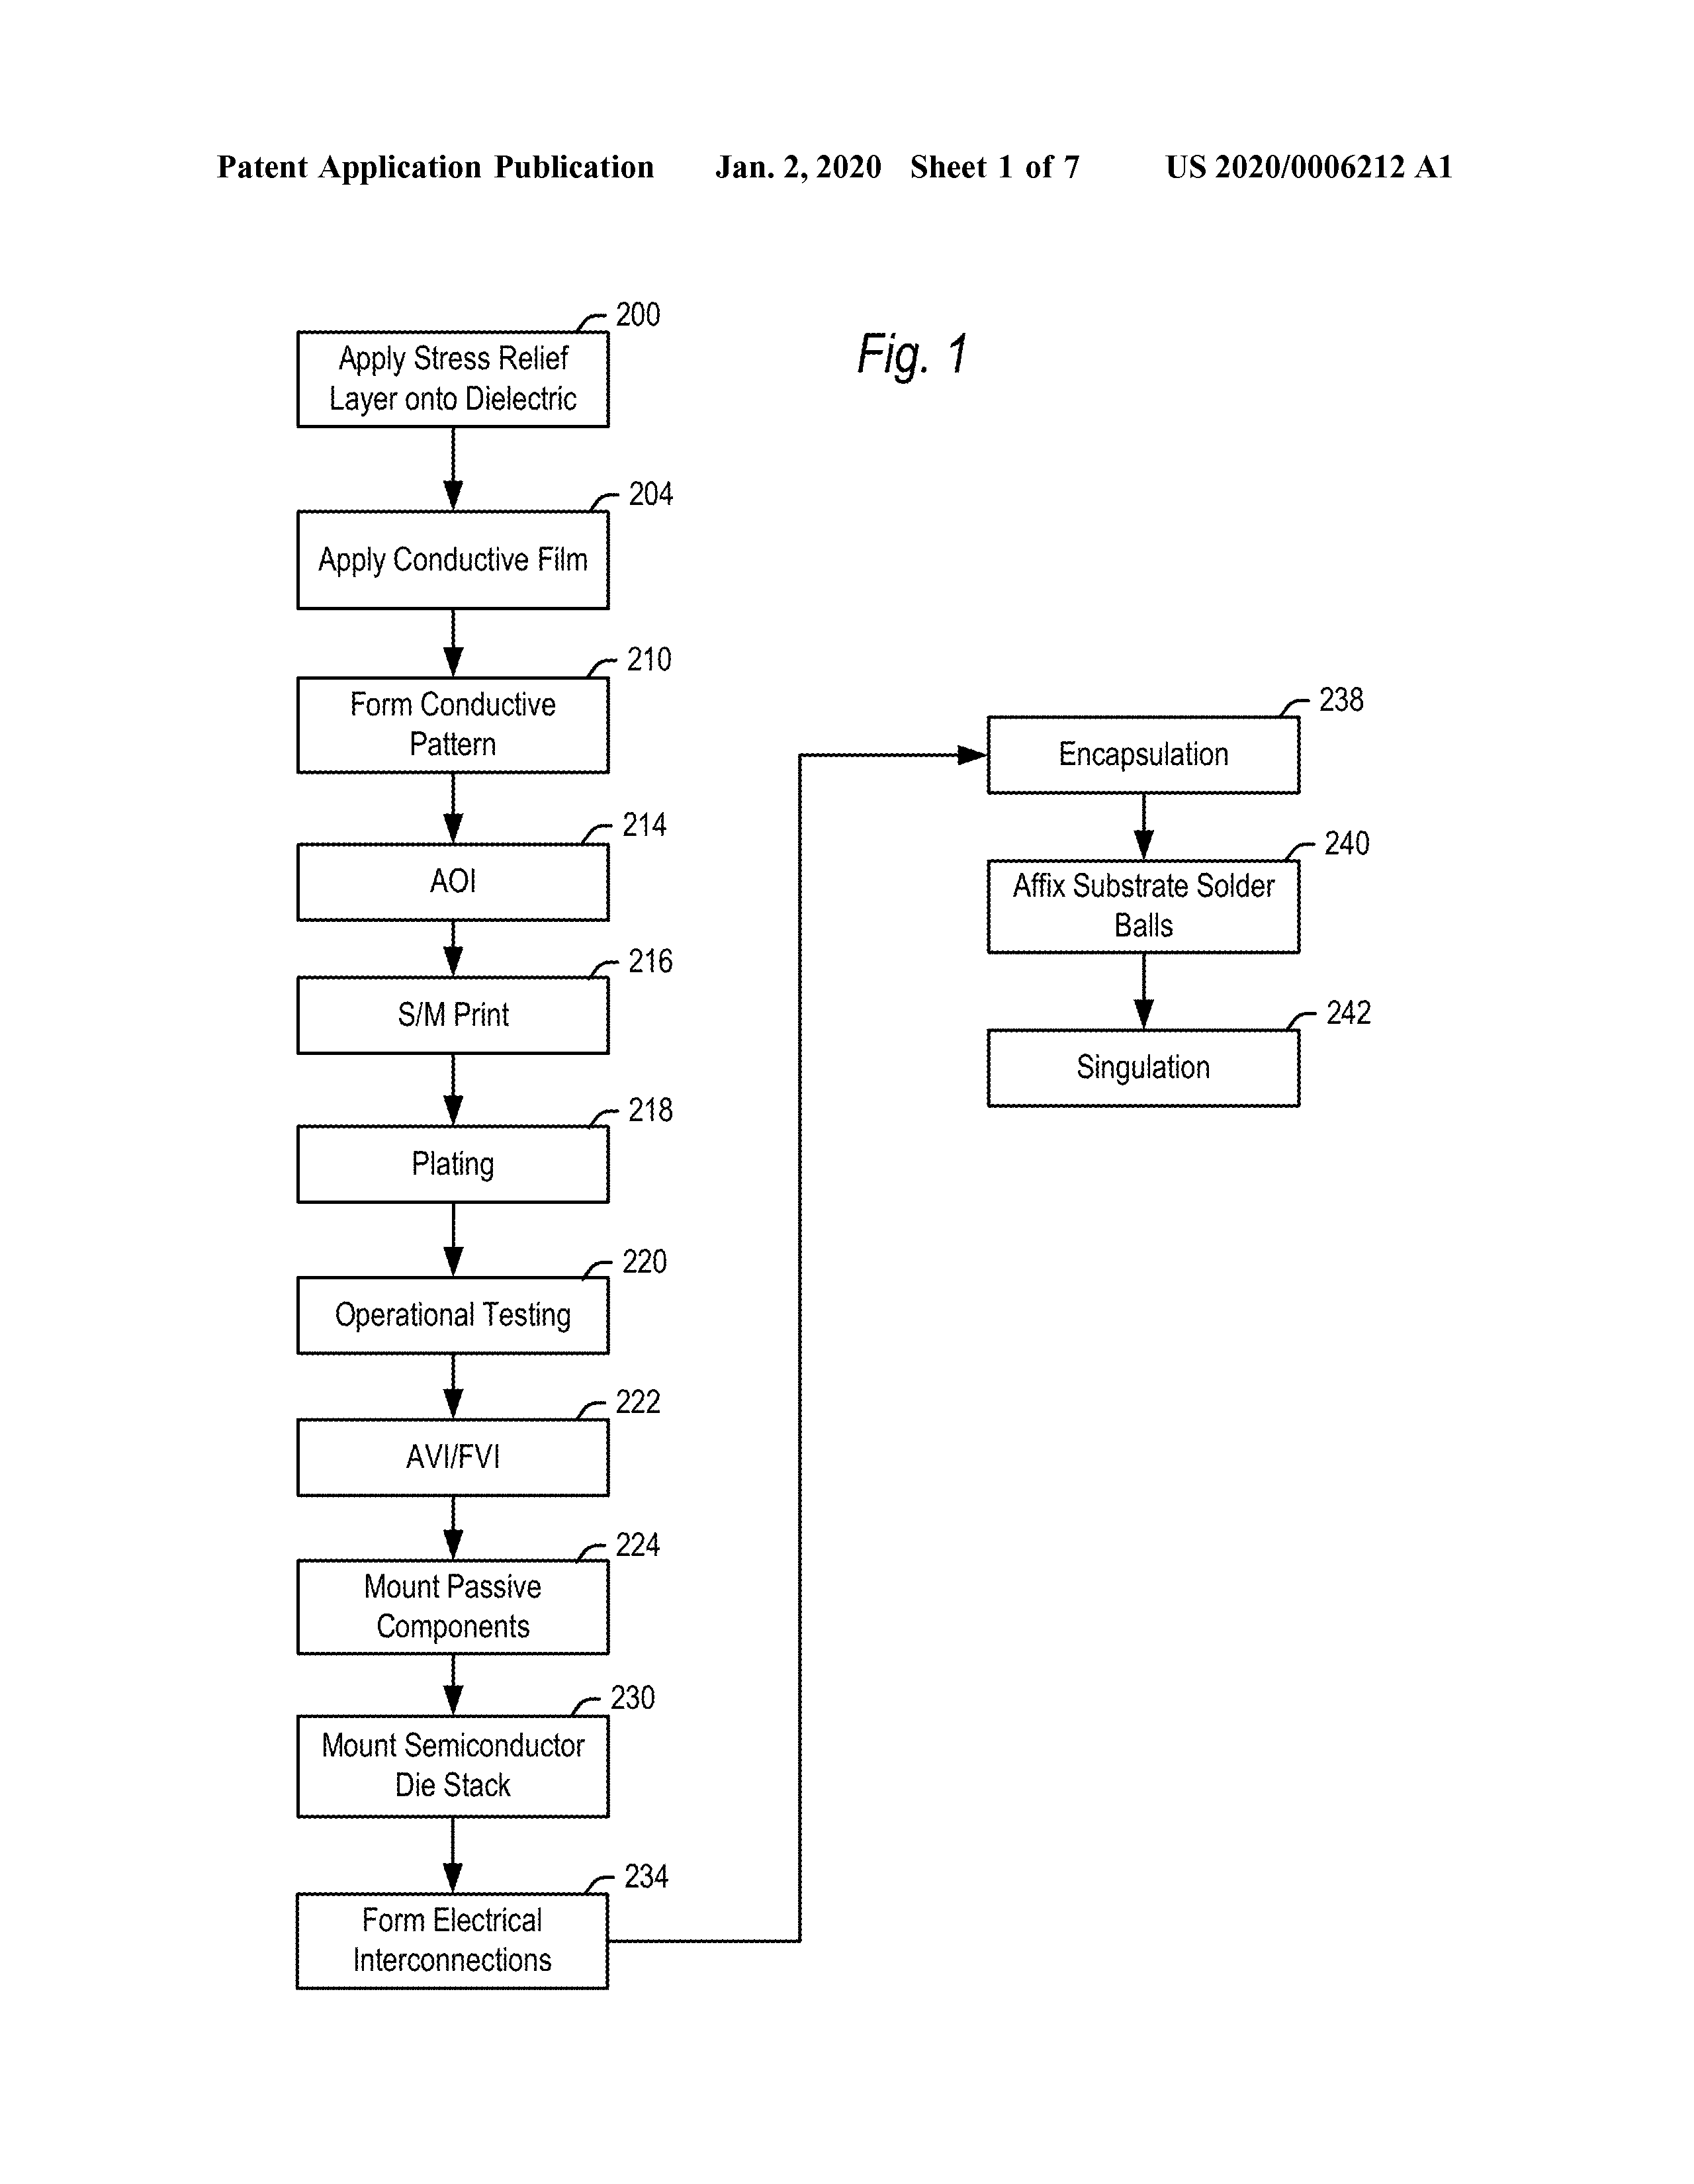 Patent Application Publication Jan. 2, 2020 Sheet 1 of 7 US 2020/0006212 A1
Fig. 1
200
Apply Stress Relief
Layer onto Dielectric
204
Apply Conductive Film
210
Form Conductive
Pattern
214
AOI
216
S/M Print
218
Plating
220
Operational Testing
222
AVI/FVI
224
Mount Passive
Components
230
Mount Semiconductor
Die Stack
234
Form Electrical
Interconnections
238
Encapsulation
240
Affix Substrate Solder
Balls
242
Singulation